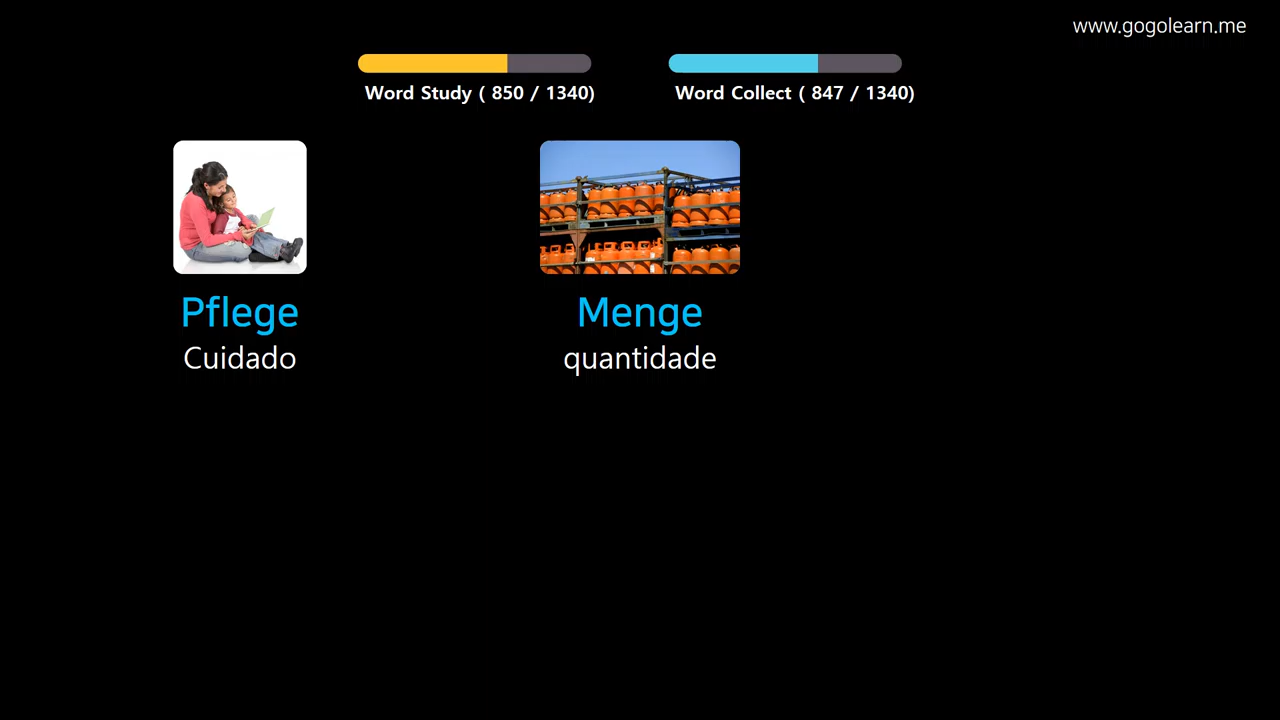 www.gogolearn.me
Word Study ( 850 / 1340)
Word Collect ( 847 / 1340)
Pflege
Cuidado
Menge
quantidade